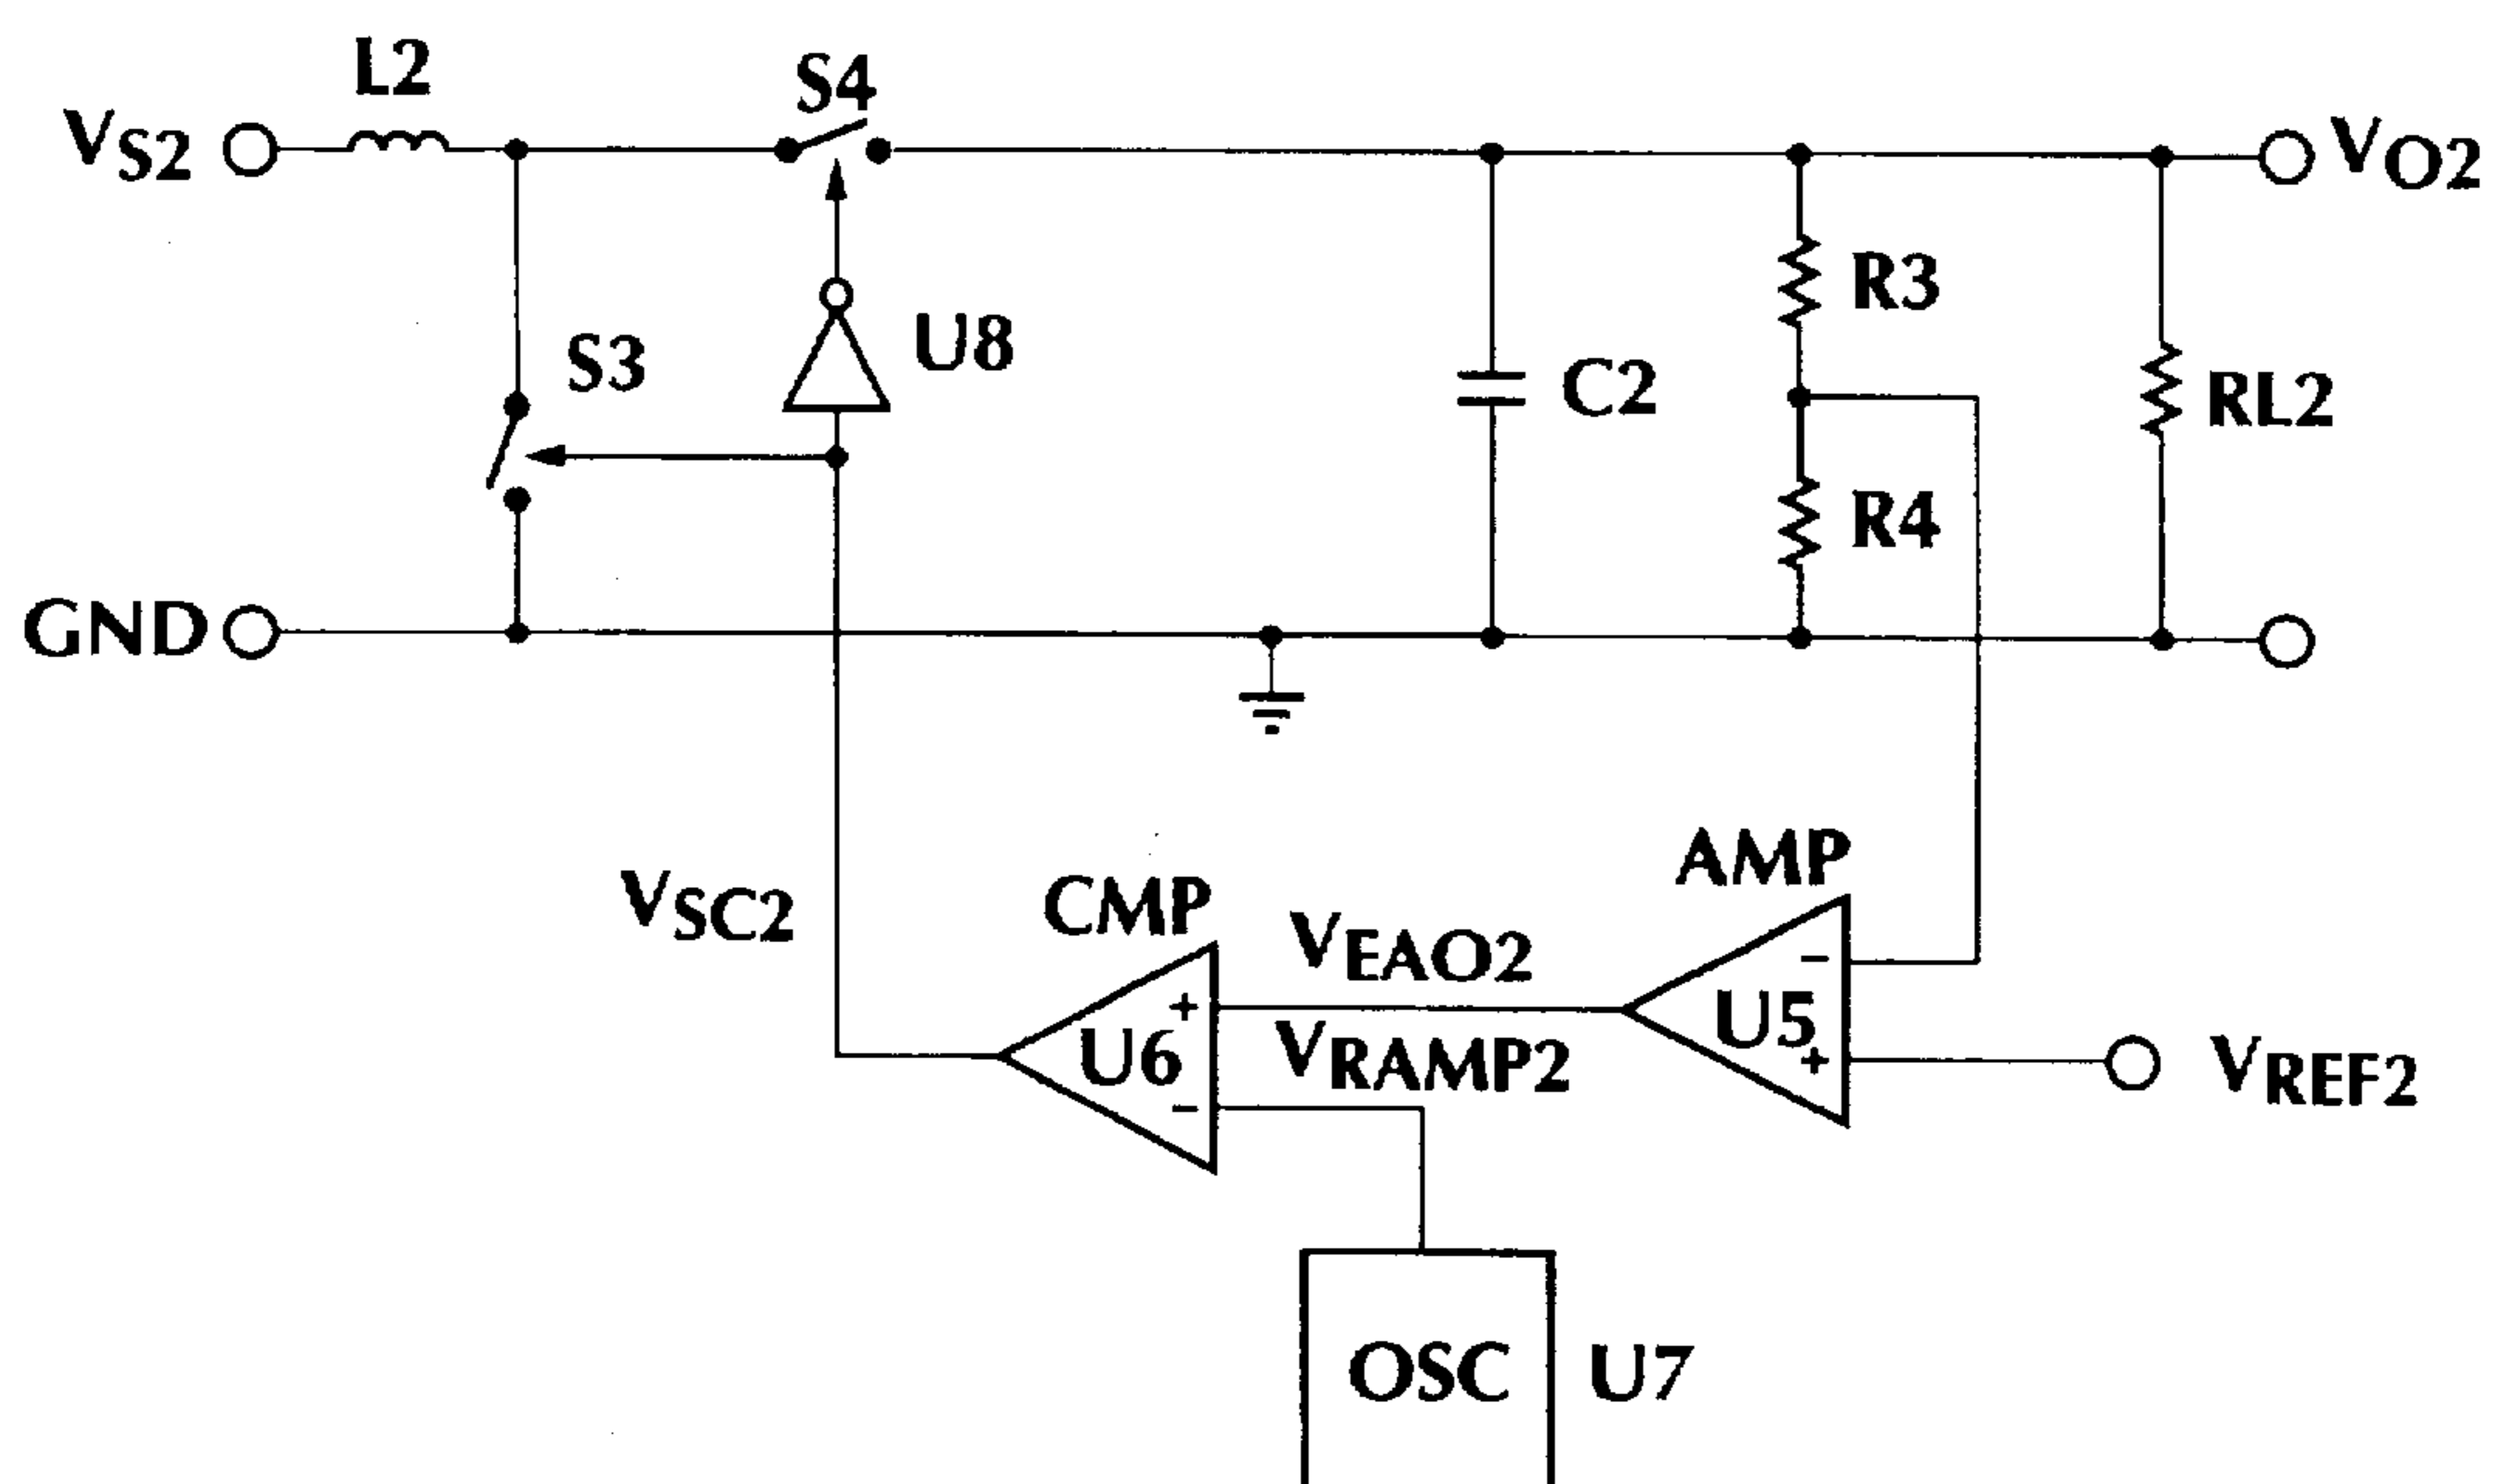 L2
S4
VS2
VO2
R3
U8
S3
C2
RL2
R4
GND
AMP
VSC2
CMP
VEAO2
−
+
U5
U6
VRAMP2
+
VREF2
−
OSC
U7